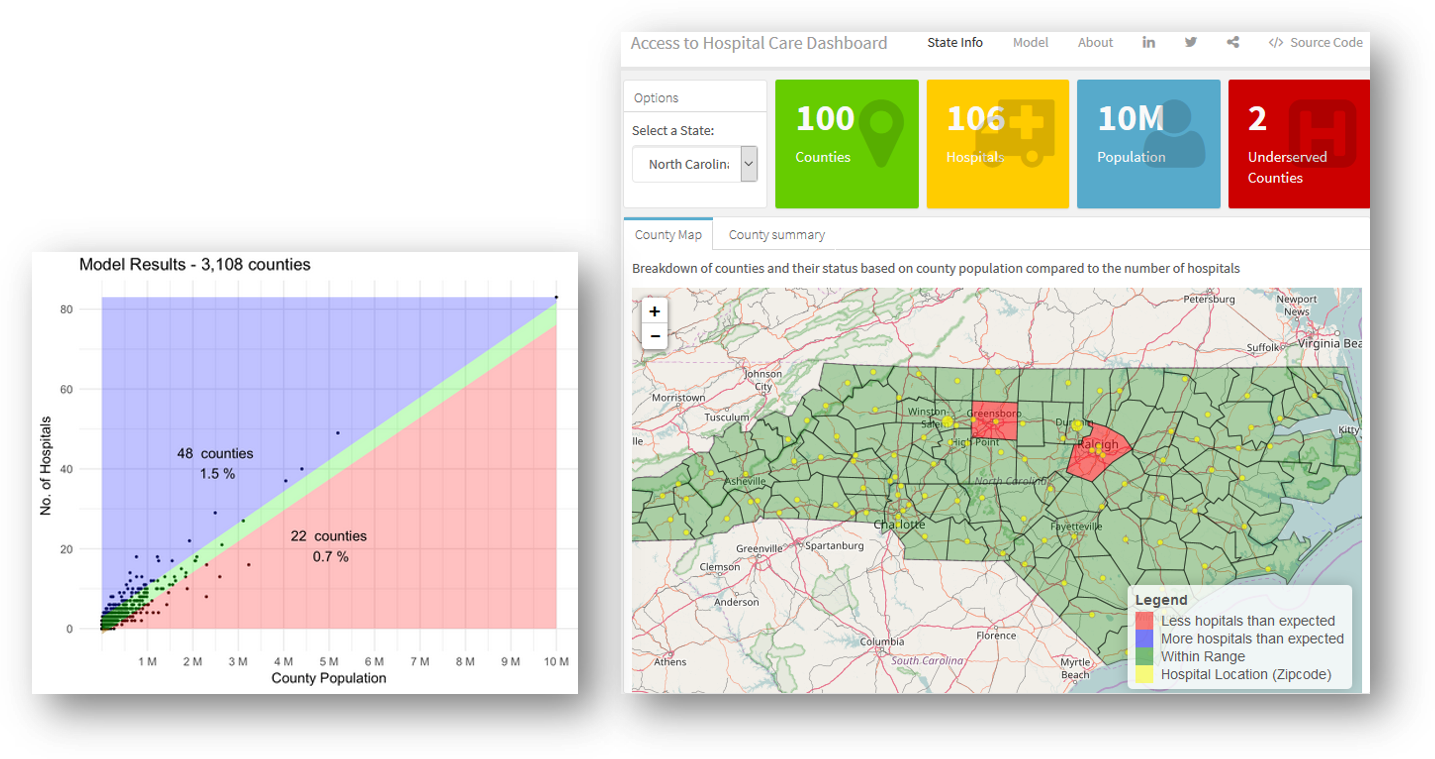 Model Results - 3,108 counties
No. of Hospitals
80
60
40
20
0
48 counties
1.5 %
22 counties
0.7 %
1 M 2 M 3 M 4 M 5 M 6 M 7 M 8 M 9 M 10 M
County Population
Access to Hospital Care Dashboard State Info Model About Source Code
Options
Select a State:
North Carolina
100
Counties
106
Hospitals
10M
Population
2
Underserved
Counties
County Map County summary
Breakdown of counties and their status based on county population compared to the number of hospitals
+
−
Petersburg
Newport
News
Suffolk
Virginia Bea
Johnson
City
Morristown
Tusculum
lle
Winston-
Salem
Greensboro
High Point
Durham
Raleigh
Kitty
Asheville
North Carolina
Charlotte
Fayetteville
Greenville
Spartanburg
Clemson
Anderson
Athens
Columbia
South Carolina
Florence
Myrtle
Beach
Legend
Less hopitals than expected
More hospitals than expected
Within Range
Hospital Location (Zipcode)